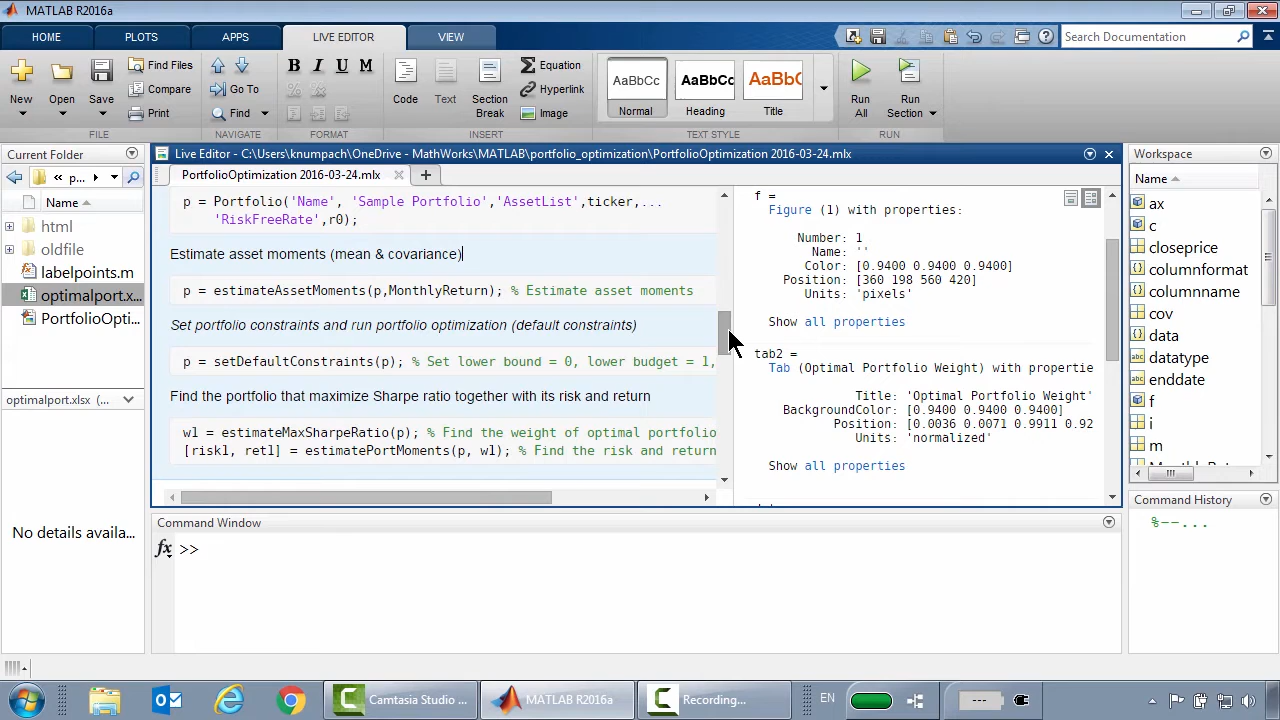 MATLAB R2016a
HOME PLOTS APPS LIVE EDITOR VIEW
Search Documentation
New Open Save
Find Files
Compare
Print
Go To
Find
B I U M
Code Text Section Break
Equation
Hyperlink
Image
AaBbCc AaBbCc AaBbC
Normal Heading Title
Run All
Run Section
FILE NAVIGATE FORMAT INSERT TEXT STYLE RUN
Current Folder
« p...
Name
html
oldfile
labelpoints.m
optimalport.x...
PortfolioOpti...
optimalport.xlsx (...
No details availa...
Live Editor - C:\Users\knumpach\OneDrive - MathWorks\MATLAB\portfolio_optimization\PortfolioOptimization 2016-03-24.mlx
PortfolioOptimization 2016-03-24.mlx
p = Portfolio('Name', 'Simple Portfolio','AssetList',ticker,...
'RiskFreeRate',r0);
Estimate asset moments (mean & covariance)
p = estimateAssetMoments(p,MonthlyReturn); % Estimate asset moments
Set portfolio constraints and run portfolio optimization (default constraints)
p = setDefaultConstraints(p); % Set lower bound = 0, lower budget = 1,
Find the portfolio that maximize Sharpe ratio together with its risk and return
w1 = estimateMaxSharpeRatio(p); % Find the weight of optimal portfolio
[risk1, ret1] = estimatePortMoments(p, w1); % Find the risk and return
f =
Figure (1) with properties:
Number: 1
Name: ''
Color: [0.9400 0.9400 0.9400]
Position: [360 198 560 420]
Units: 'pixels'
Show all properties
tab2 =
Tab (Optimal Portfolio Weight) with propertie
Title: 'Optimal Portfolio Weight'
BackgroundColor: [0.9400 0.9400 0.9400]
Position: [0.0036 0.0071 0.9911 0.92
Units: 'normalized'
Show all properties
Command Window
fx >>
Workspace
Name
ax
c
closeprice
columnformat
columnname
cov
data
datatype
enddate
f
i
m
Command History
%--...
Camtasia Studio ...
MATLAB R2016a
Recording...
EN
---